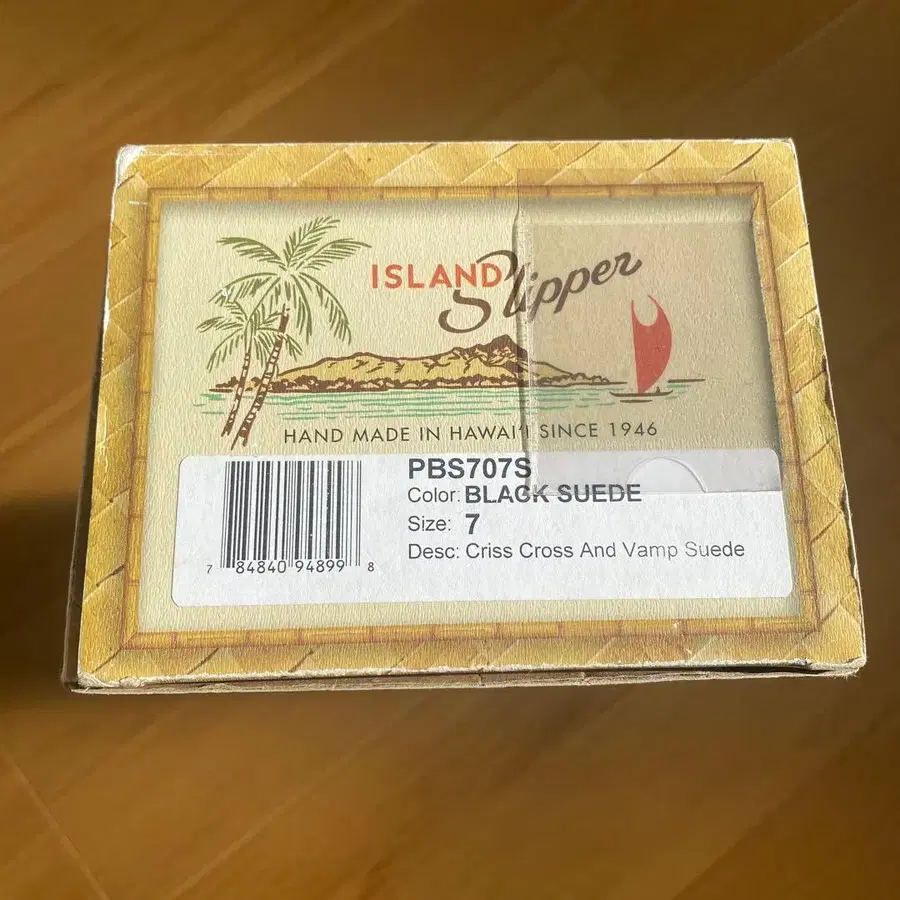 ISLAND Slipper
HAND MADE IN HAWAI'I SINCE 1946
PBS707S
Color: BLACK SUEDE
Size: 7
Desc: Criss Cross And Vamp Suede
7 84840 94899 8